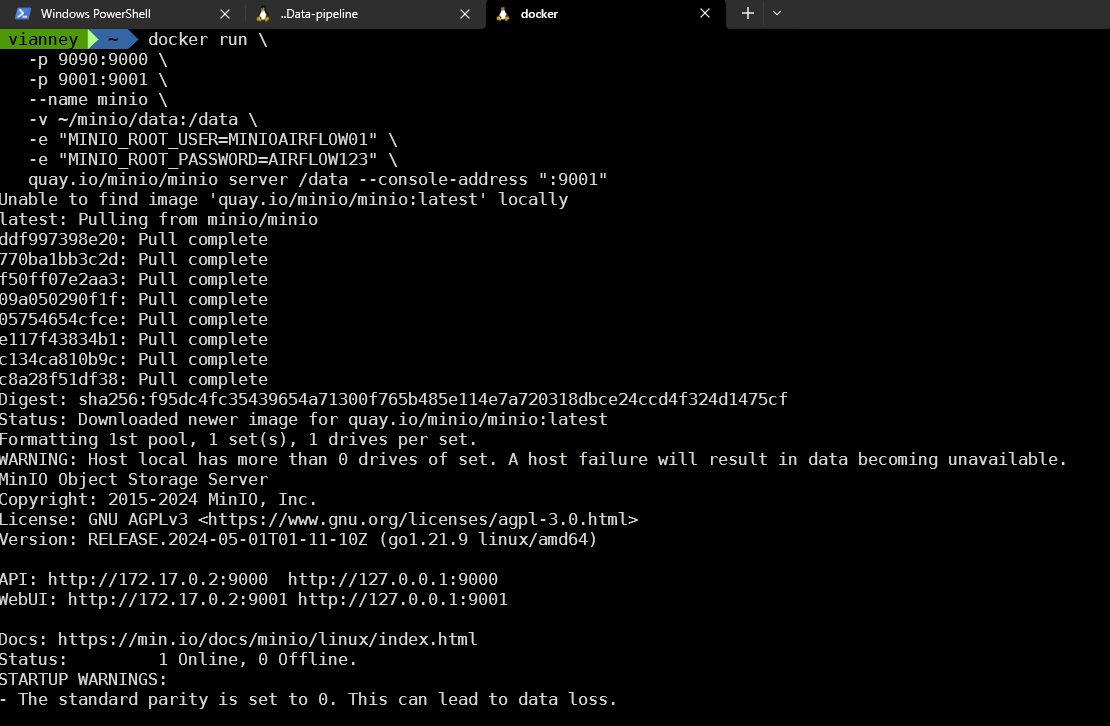 Windows PowerShell
..Data-pipeline
docker
vianney ~ docker run \
-p 9090:9000 \
-p 9001:9001 \
--name minio \
-v ~/minio/data:/data \
-e "MINIO_ROOT_USER=MINIOAIRFLOW01" \
-e "MINIO_ROOT_PASSWORD=AIRFLOW123" \
quay.io/minio/minio server /data --console-address ":9001"
Unable to find image 'quay.io/minio/minio:latest' locally
latest: Pulling from minio/minio
ddf997398e20: Pull complete
770ba1bb3c2d: Pull complete
f50ff07e2aa3: Pull complete
09a050290f1f: Pull complete
05754654cfce: Pull complete
e117f43834b1: Pull complete
c134ca810b9c: Pull complete
c8a28f51df38: Pull complete
Digest: sha256:f95dc4fc35439654a71300f765b485e114e7a720318dbce24ccd4f324d1475cf
Status: Downloaded newer image for quay.io/minio/minio:latest
Formatting 1st pool, 1 set(s), 1 drives per set.
WARNING: Host local has more than 0 drives of set. A host failure will result in data becoming unavailable.
MinIO Object Storage Server
Copyright: 2015-2024 MinIO, Inc.
License: GNU AGPLv3 <https://www.gnu.org/licenses/agpl-3.0.html>
Version: RELEASE.2024-05-01T01-11-10Z (go1.21.9 linux/amd64)
API: http://172.17.0.2:9000  http://127.0.0.1:9000
WebUI: http://172.17.0.2:9001 http://127.0.0.1:9001
Docs: https://min.io/docs/minio/linux/index.html
Status:         1 Online, 0 Offline.
STARTUP WARNINGS:
- The standard parity is set to 0. This can lead to data loss.